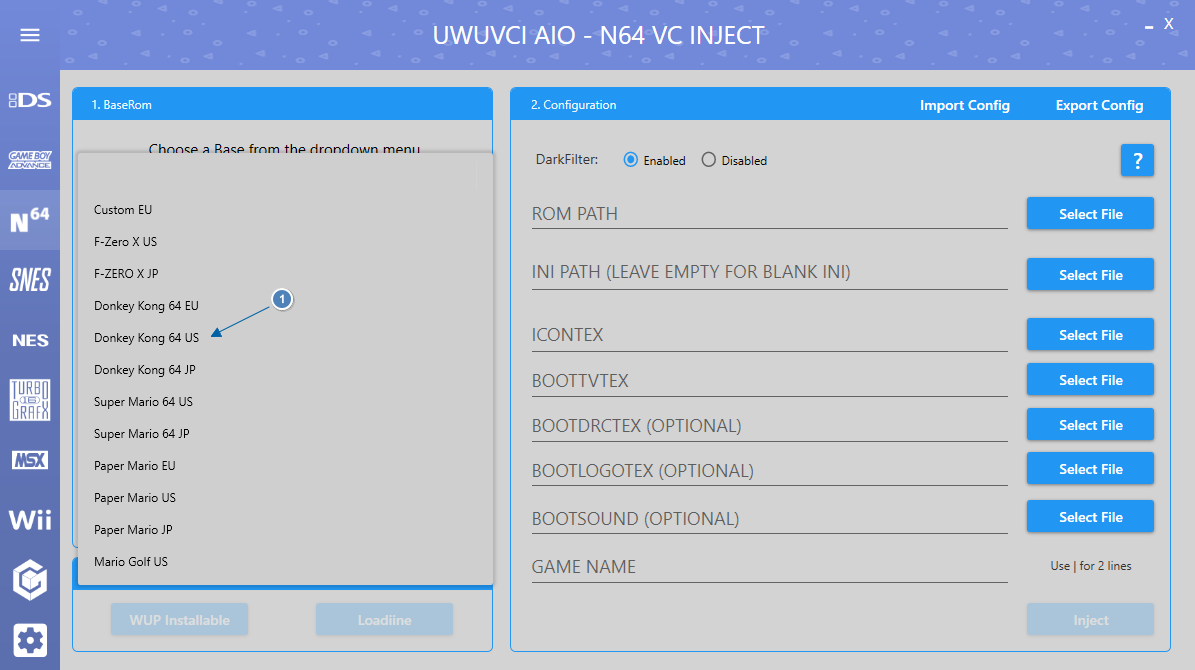 UWUVCI AIO - N64 VC INJECT
X
DS
GAME BOY ADVANCE
N64
SNES
NES
TURBO 16 GRAFX
MSX
Wii
1. BaseRom
Choose a Base from the dropdown menu
Custom EU
F-Zero X US
F-ZERO X JP
Donkey Kong 64 EU
1
Donkey Kong 64 US
Donkey Kong 64 JP
Super Mario 64 US
Super Mario 64 JP
Paper Mario EU
Paper Mario US
Paper Mario JP
Mario Golf US
WUP Installable Loadiine
2. Configuration Import Config Export Config
DarkFilter: Enabled Disabled ?
ROM PATH Select File
INI PATH (LEAVE EMPTY FOR BLANK INI) Select File
ICONTEX Select File
BOOTTVTEX Select File
BOOTDRCTEX (OPTIONAL) Select File
BOOTLOGOTEX (OPTIONAL) Select File
BOOTSOUND (OPTIONAL) Select File
GAME NAME Use | for 2 lines
Inject